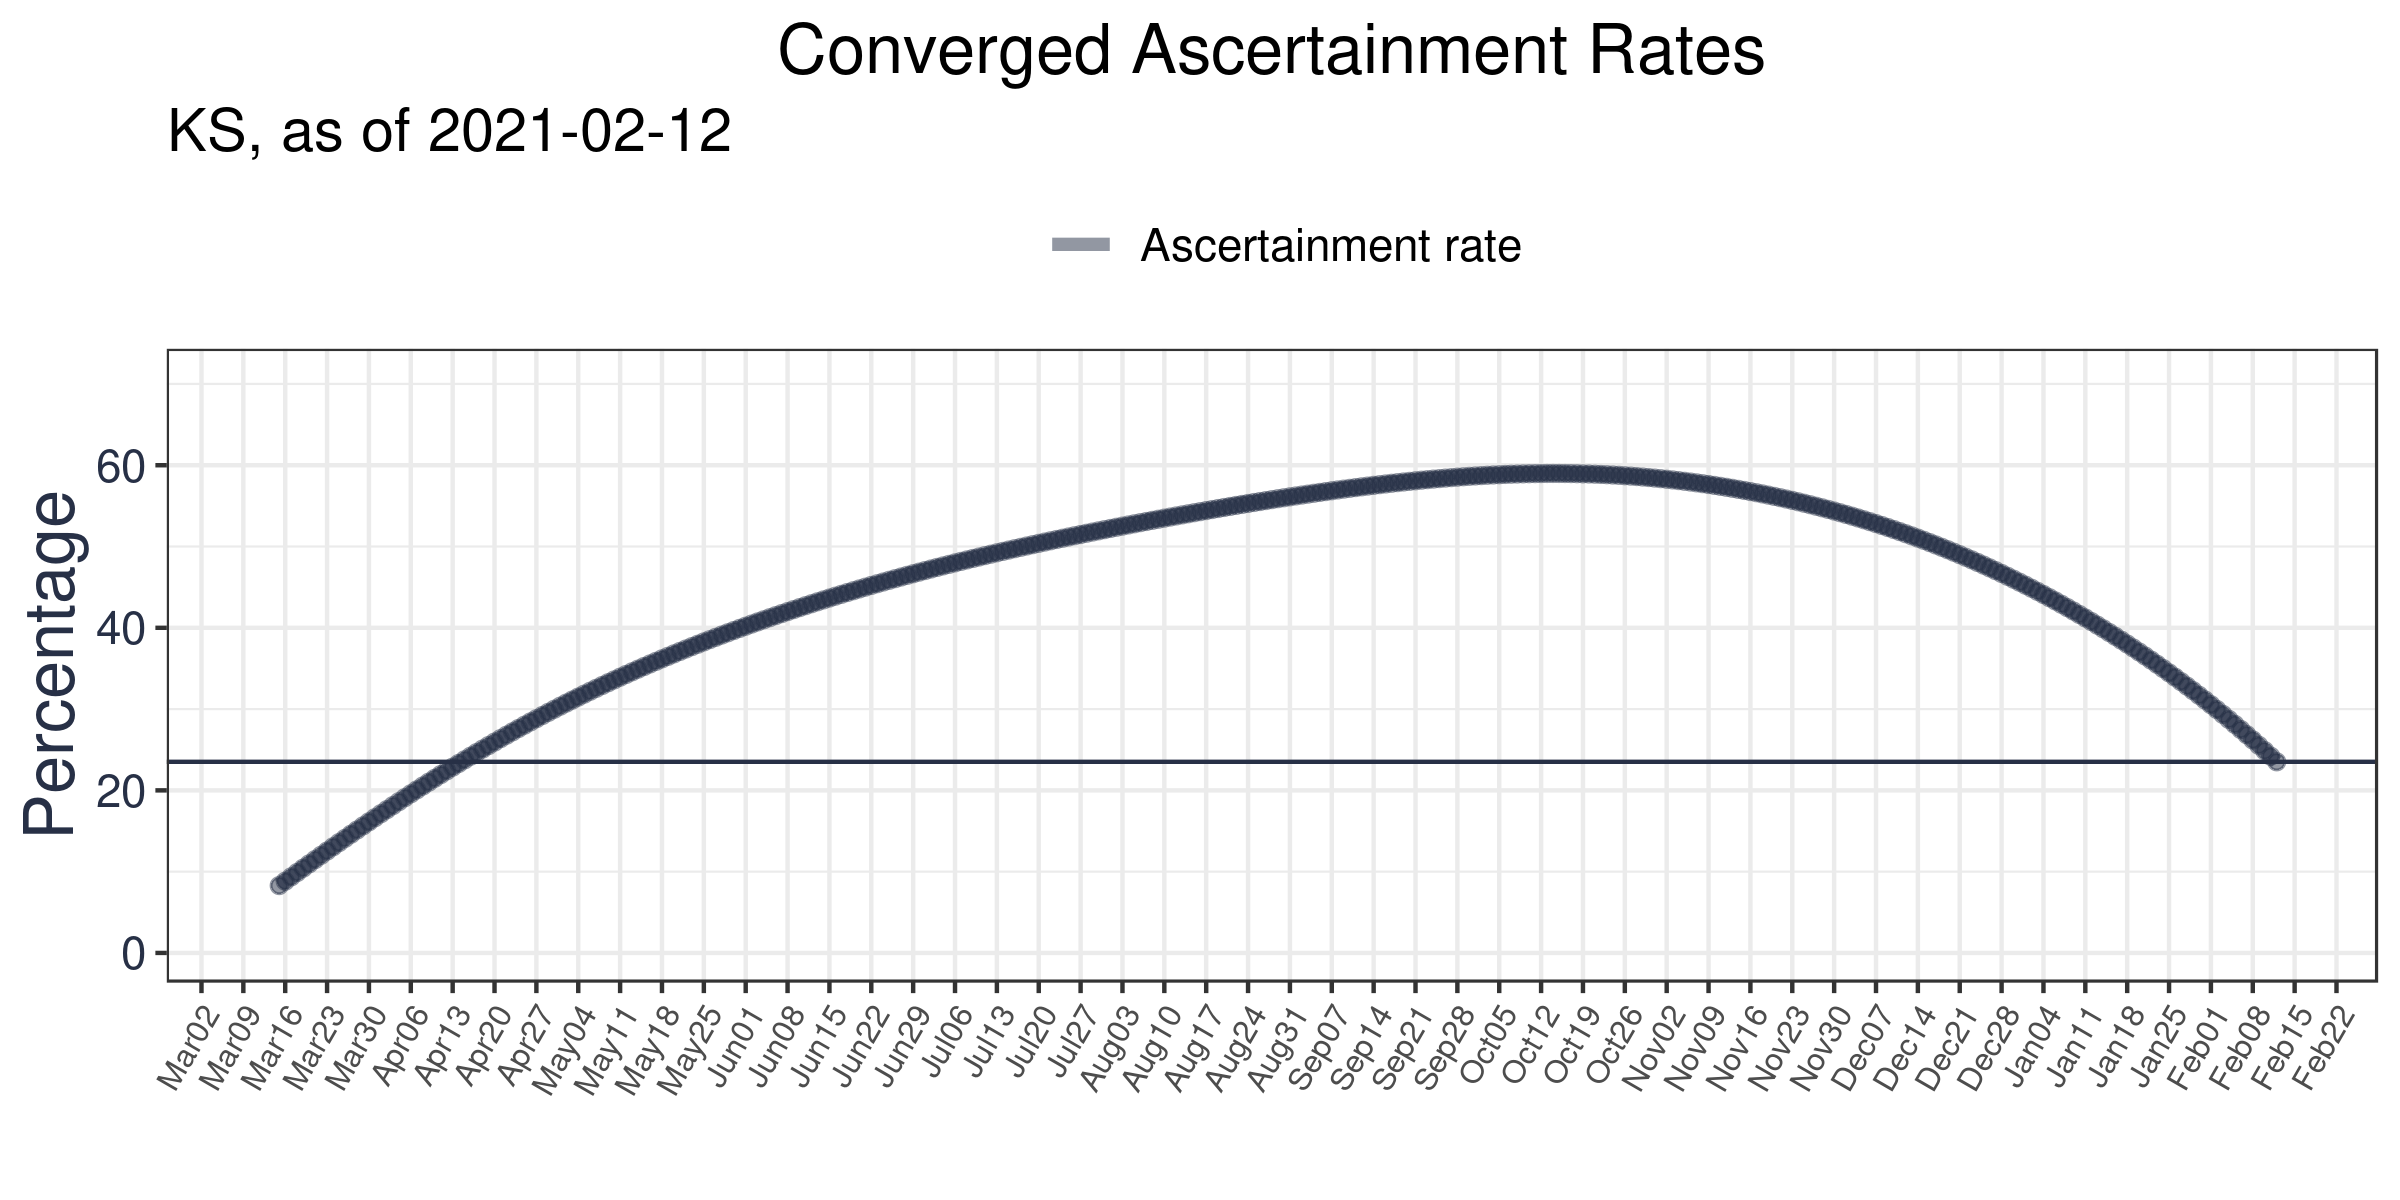 Converged Ascertainment Rates
KS, as of 2021-02-12
Ascertainment rate
Percentage
60
40
20
0
Mar02
Mar09
Mar16
Mar23
Mar30
Apr06
Apr13
Apr20
Apr27
May04
May11
May18
May25
Jun01
Jun08
Jun15
Jun22
Jun29
Jul06
Jul13
Jul20
Jul27
Aug03
Aug10
Aug17
Aug24
Aug31
Sep07
Sep14
Sep21
Sep28
Oct05
Oct12
Oct19
Oct26
Nov02
Nov09
Nov16
Nov23
Nov30
Dec07
Dec14
Dec21
Dec28
Jan04
Jan11
Jan18
Jan25
Feb01
Feb08
Feb15
Feb22